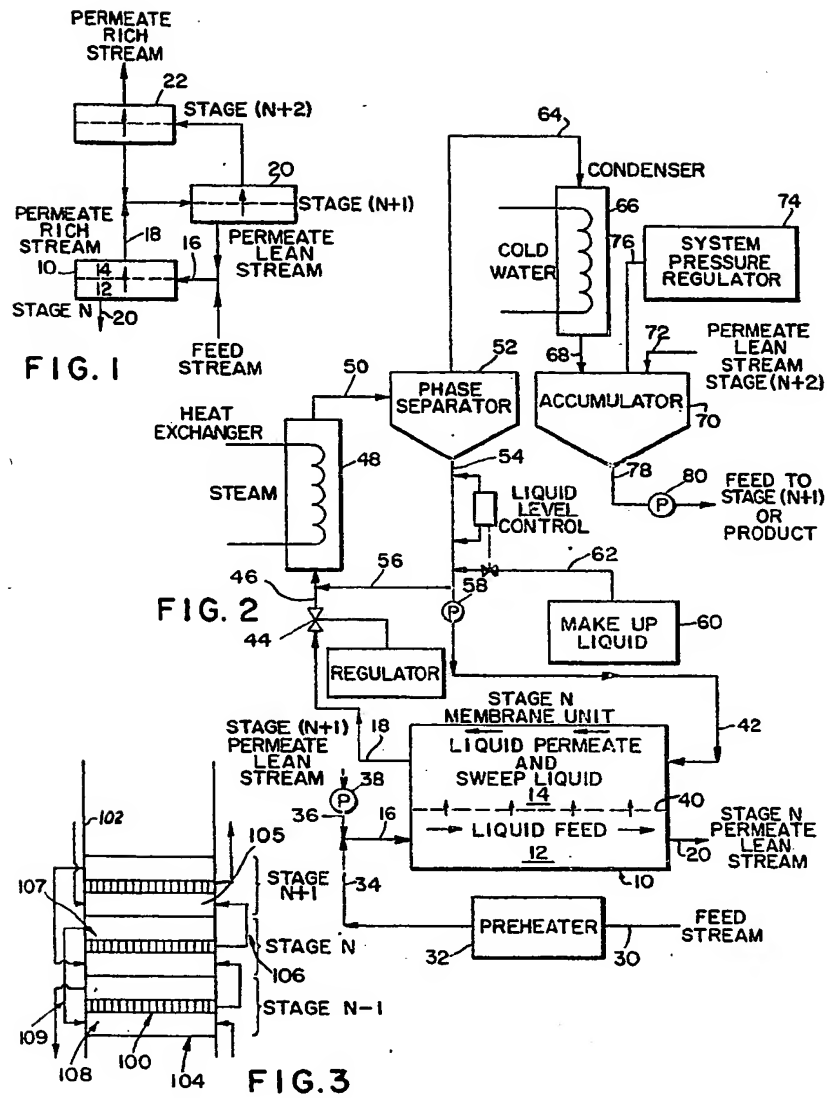 PERMEATE
RICH
STREAM
22
STAGE (N+2)
20
STAGE (N+1)
PERMEATE
RICH
STREAM
18
PERMEATE
LEAN
STREAM
10
14
12
16
STAGE N
20
FEED
STREAM
FIG. 1
64
CONDENSER
66
COLD
WATER
76
74
SYSTEM
PRESSURE
REGULATOR
68
72
PERMEATE
LEAN
STREAM
STAGE (N+2)
ACCUMULATOR
70
78
80
P
FEED TO
STAGE (N+1)
OR
PRODUCT
50
52
PHASE
SEPARATOR
HEAT
EXCHANGER
48
STEAM
54
LIQUID
LEVEL
CONTROL
46
56
62
58
P
FIG. 2
44
MAKE UP
LIQUID
60
REGULATOR
STAGE N
MEMBRANE UNIT
42
18
STAGE (N+1)
PERMEATE
LEAN
STREAM
38
P
36
16
LIQUID PERMEATE
AND
SWEEP LIQUID
14
40
LIQUID FEED
12
10
STAGE N
PERMEATE
LEAN
STREAM
20
34
PREHEATER
32
FEED
STREAM
30
102
105
STAGE
N+1
107
STAGE N
106
STAGE N-1
109
108
100
104
FIG. 3